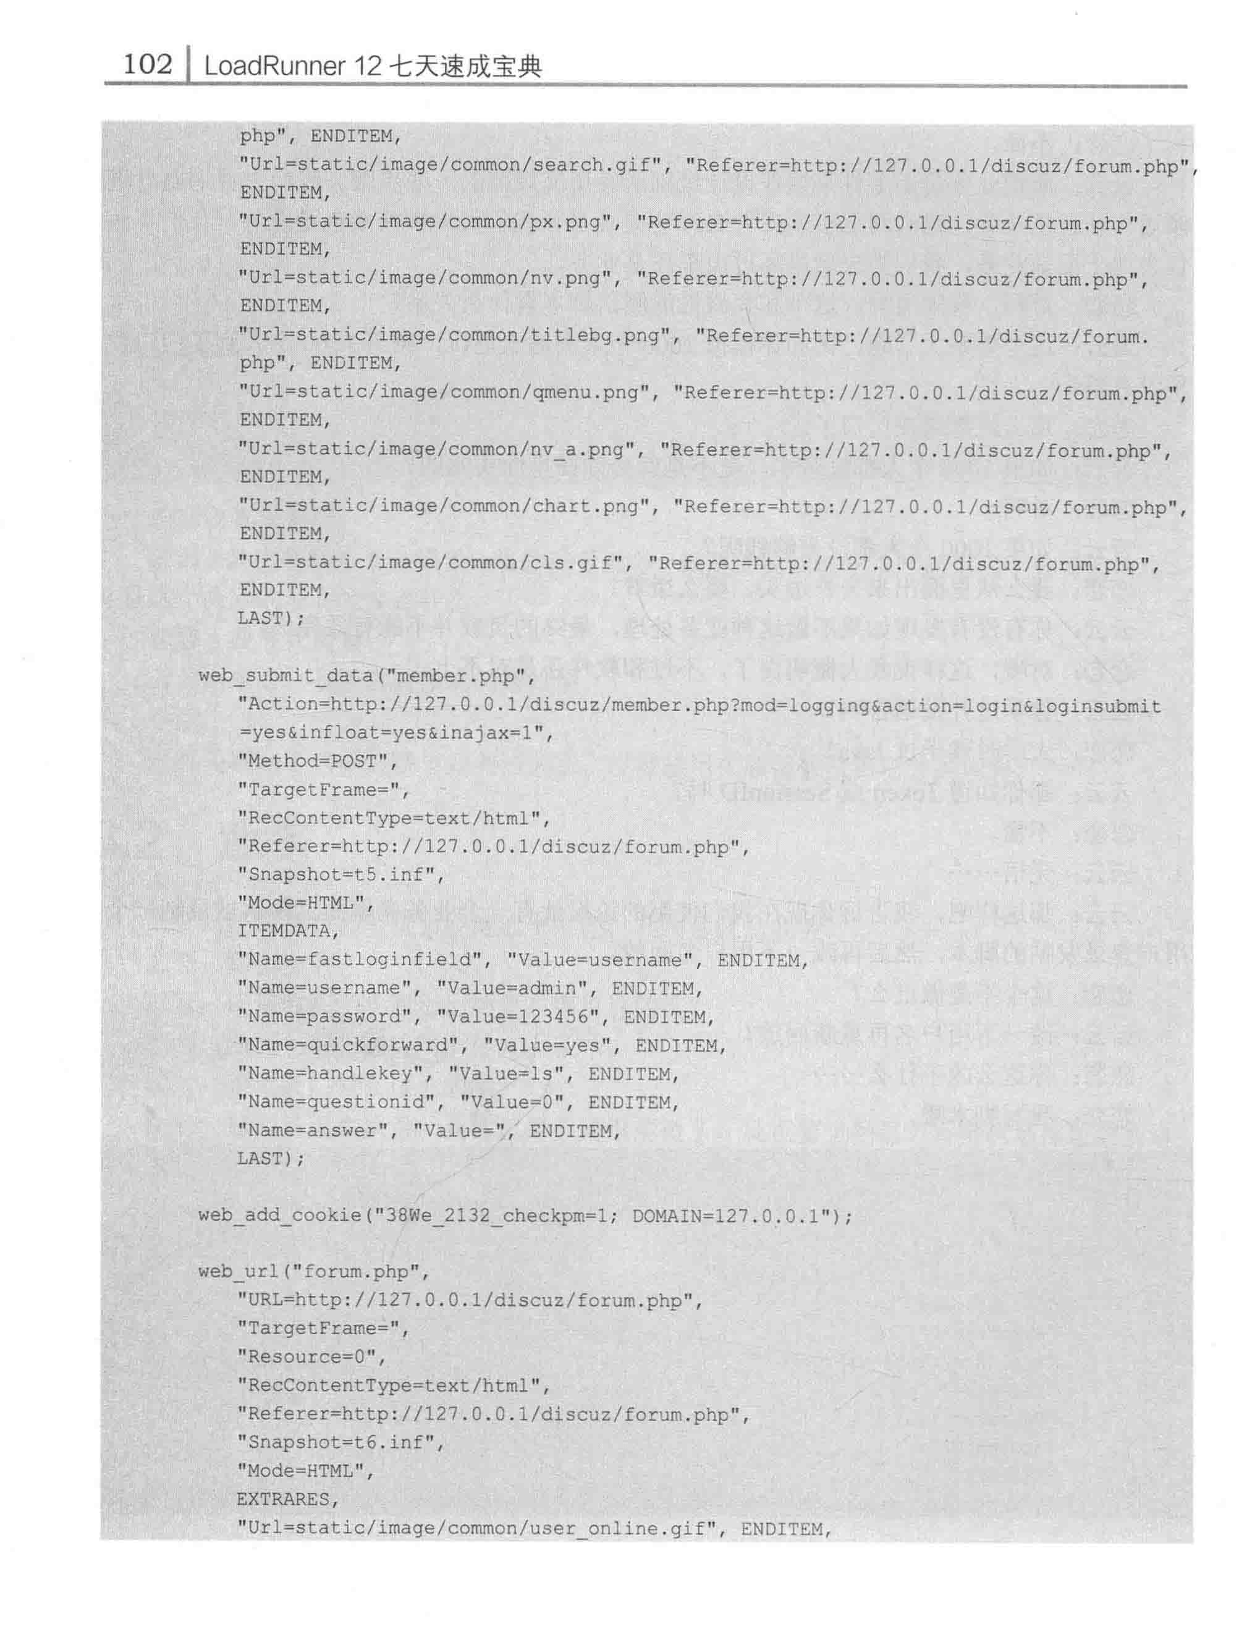 102 LoadRunner 12 七天速成宝典
php", ENDITEM,
"Url=static/image/common/search.gif", "Referer=http://127.0.0.1/discuz/forum.php",
ENDITEM,
"Url=static/image/common/px.png", "Referer=http://127.0.0.1/discuz/forum.php",
ENDITEM,
"Url=static/image/common/nv.png", "Referer=http://127.0.0.1/discuz/forum.php",
ENDITEM,
"Url=static/image/common/titlebg.png", "Referer=http://127.0.0.1/discuz/forum.
php", ENDITEM,
"Url=static/image/common/qmenu.png", "Referer=http://127.0.0.1/discuz/forum.php",
ENDITEM,
"Url=static/image/common/nv_a.png", "Referer=http://127.0.0.1/discuz/forum.php",
ENDITEM,
"Url=static/image/common/chart.png", "Referer=http://127.0.0.1/discuz/forum.php",
ENDITEM,
"Url=static/image/common/cls.gif", "Referer=http://127.0.0.1/discuz/forum.php",
ENDITEM,
LAST);
web_submit_data("member.php",
"Action=http://127.0.0.1/discuz/member.php?mod=logging&action=login&loginsubmit
=yes&infloat=yes&inajax=1",
"Method=POST",
"TargetFrame=",
"RecContentType=text/html",
"Referer=http://127.0.0.1/discuz/forum.php",
"Snapshot=t5.inf",
"Mode=HTML",
ITEMDATA,
"Name=fastloginfield", "Value=username", ENDITEM,
"Name=username", "Value=admin", ENDITEM,
"Name=password", "Value=123456", ENDITEM,
"Name=quickforward", "Value=yes", ENDITEM,
"Name=handlekey", "Value=ls", ENDITEM,
"Name=questionid", "Value=0", ENDITEM,
"Name=answer", "Value=", ENDITEM,
LAST);
web_add_cookie("38We_2132_checkpm=1; DOMAIN=127.0.0.1");
web_url("forum.php",
"URL=http://127.0.0.1/discuz/forum.php",
"TargetFrame=",
"Resource=0",
"RecContentType=text/html",
"Referer=http://127.0.0.1/discuz/forum.php",
"Snapshot=t6.inf",
"Mode=HTML",
EXTRARES,
"Url=static/image/common/user_online.gif", ENDITEM,